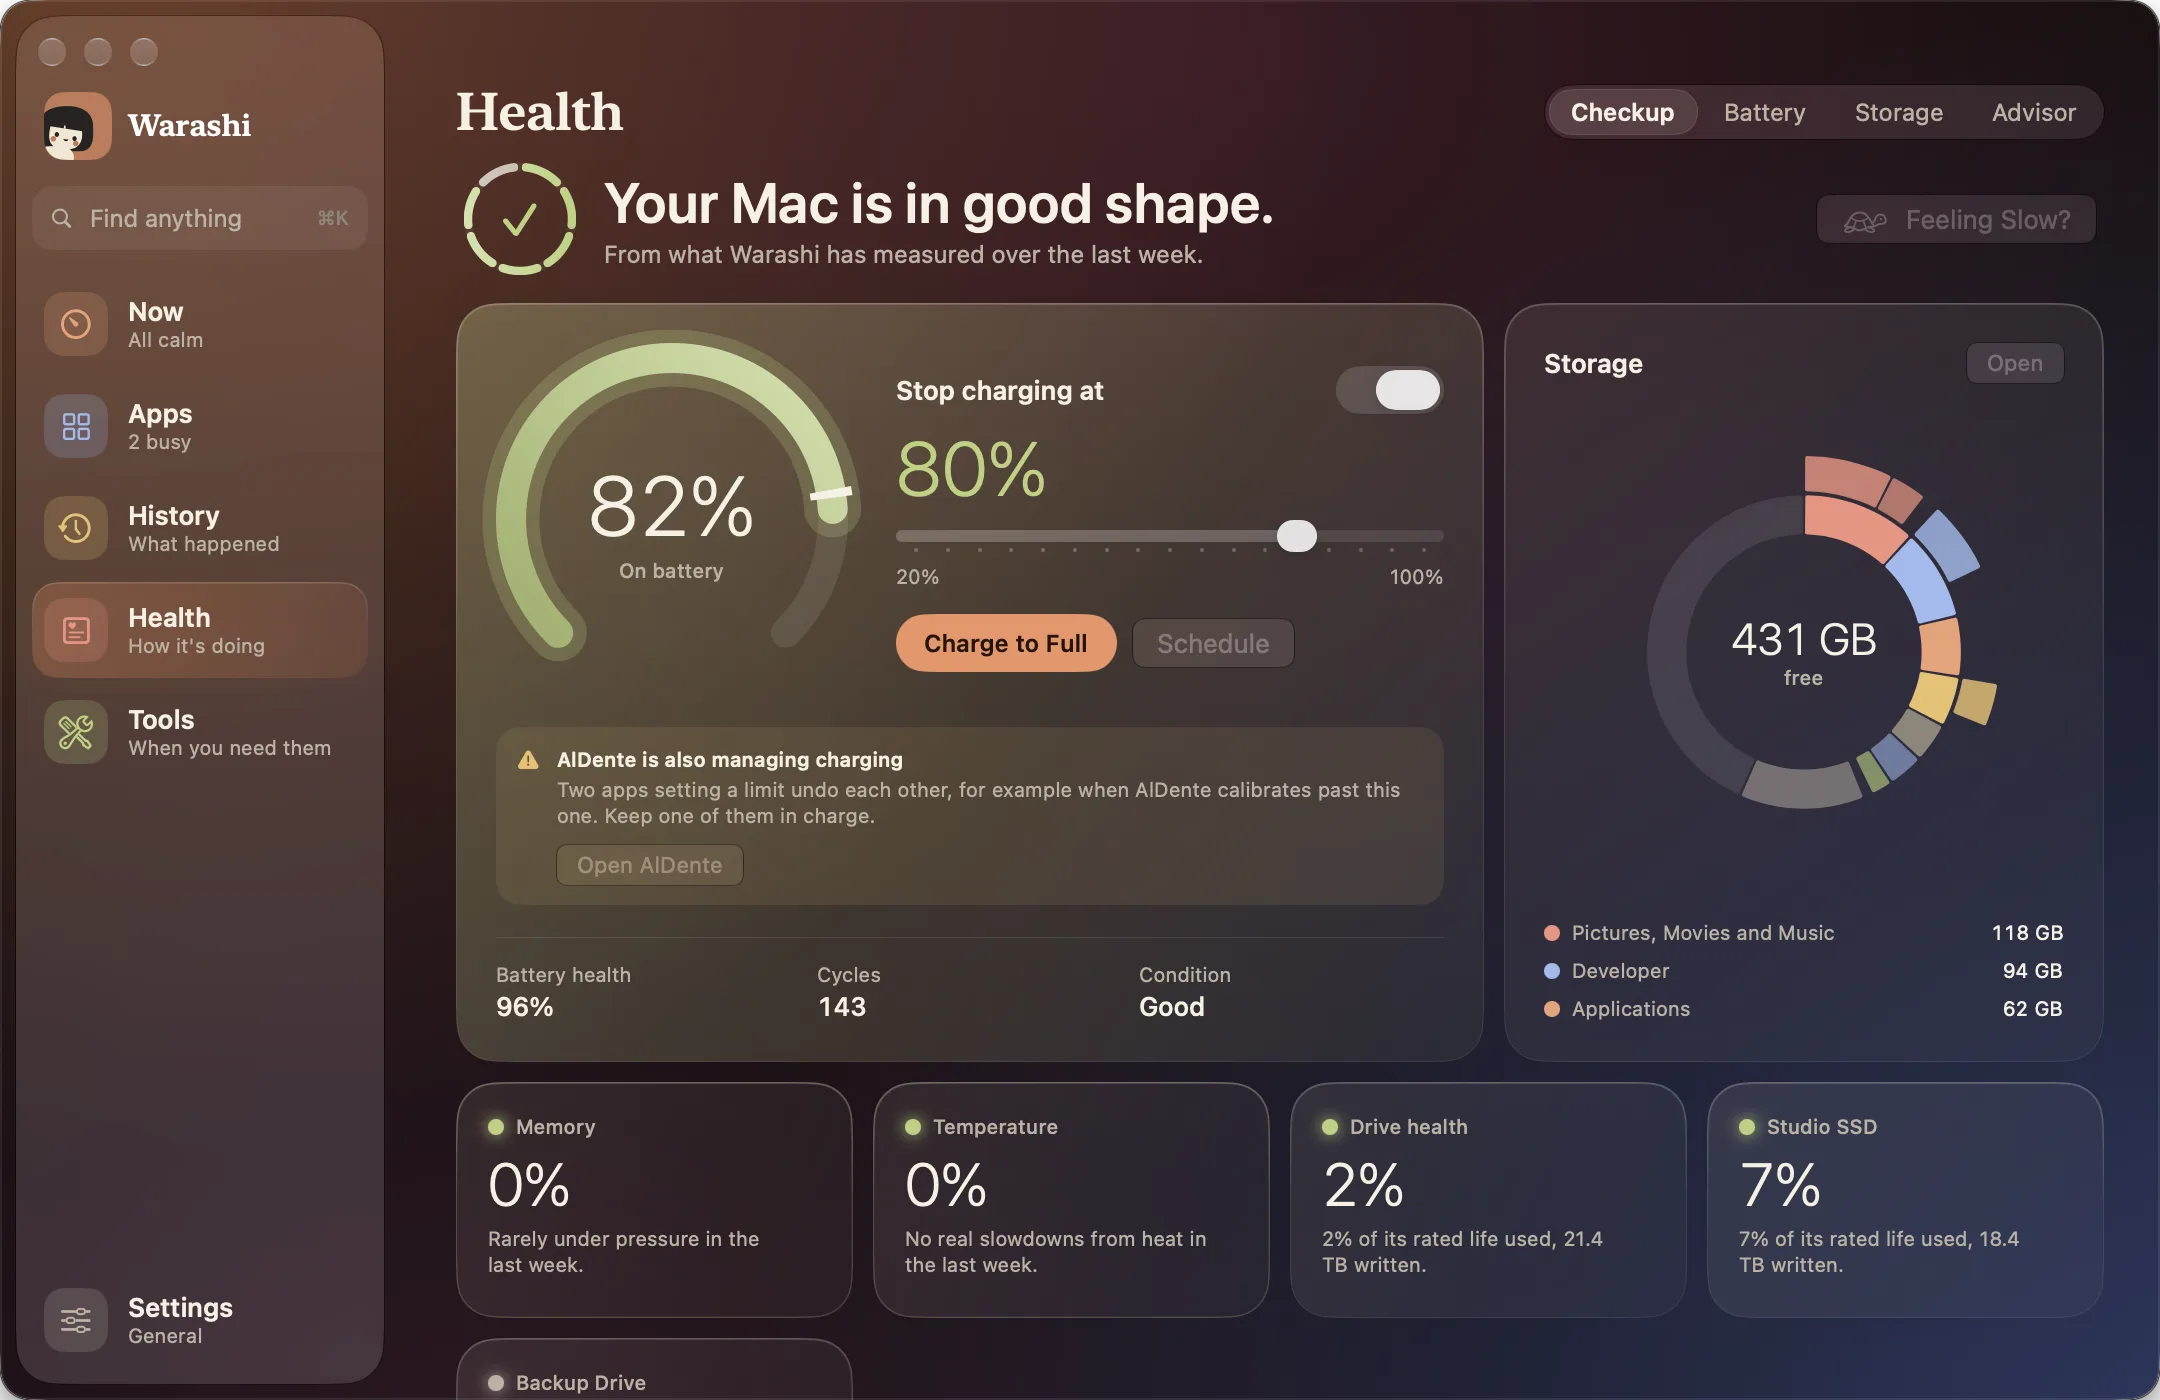 Warashi
Find anything ⌘K
Now
All calm
Apps
2 busy
History
What happened
Health
How it's doing
Tools
When you need them
Settings
General
Health
Checkup Battery Storage Advisor
Your Mac is in good shape.
From what Warashi has measured over the last week.
Feeling Slow?
82%
On battery
Stop charging at
80%
20% 100%
Charge to Full Schedule
AlDente is also managing charging
Two apps setting a limit undo each other, for example when AlDente calibrates past this
one. Keep one of them in charge.
Open AlDente
Battery health Cycles Condition
96% 143 Good
Storage Open
431 GB
free
Pictures, Movies and Music 118 GB
Developer 94 GB
Applications 62 GB
Memory
0%
Rarely under pressure in the
last week.
Temperature
0%
No real slowdowns from heat in
the last week.
Drive health
2%
2% of its rated life used, 21.4
TB written.
Studio SSD
7%
7% of its rated life used, 18.4
TB written.
Backup Drive